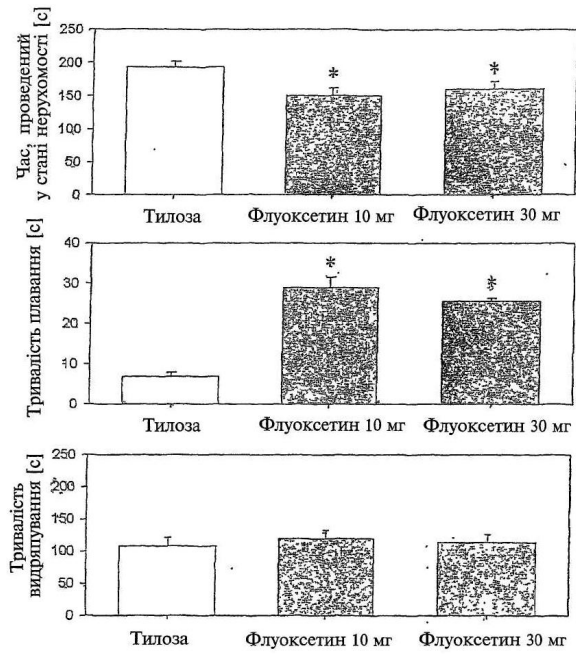 Час, проведений
у стані нерухомості [с]
250
200
150
100
50
0
*
*
Тилоза
Флуоксетин 10 мг
Флуоксетин 30 мг
Тривалість плавання [с]
40
30
20
10
0
*
*
Тилоза
Флуоксетин 10 мг
Флуоксетин 30 мг
Тривалість
видряпування [с]
250
200
150
100
50
0
Тилоза
Флуоксетин 10 мг
Флуоксетин 30 мг